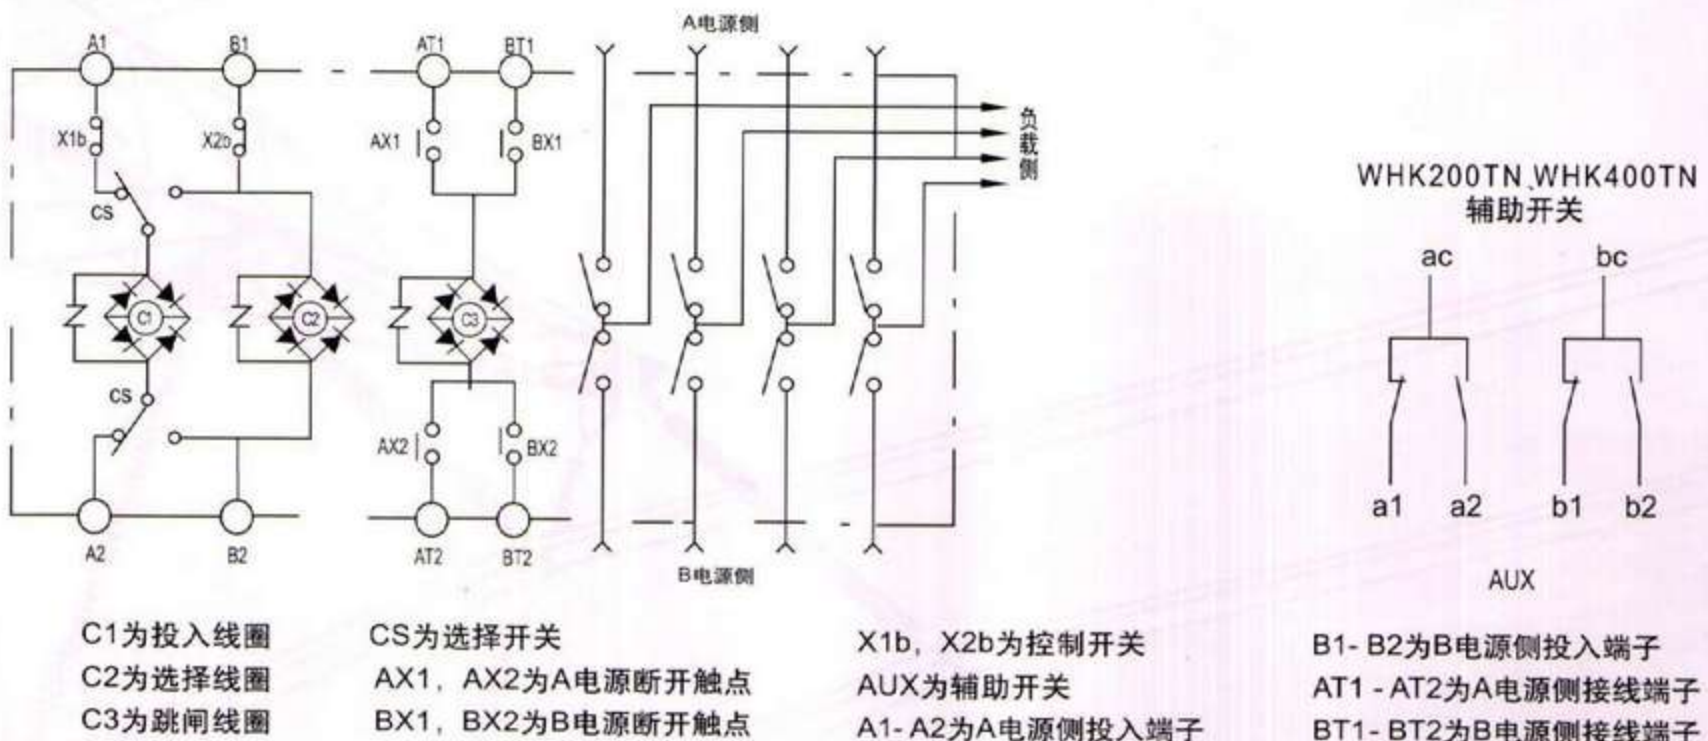 A电源侧
A1
B1
AT1
BT1
负载侧
X1b
X2b
AX1
BX1
CS
C1
C2
C3
CS
AX2
BX2
A2
B2
AT2
BT2
B电源侧
WHK200TN、WHK400TN
辅助开关
ac
bc
a1
a2
b1
b2
AUX
C1为投入线圈
CS为选择开关
X1b, X2b为控制开关
B1- B2为B电源侧投入端子
C2为选择线圈
AX1, AX2为A电源断开触点
AUX为辅助开关
AT1 - AT2为A电源侧接线端子
C3为跳闸线圈
BX1, BX2为B电源断开触点
A1- A2为A电源侧投入端子
BT1- BT2为B电源侧接线端子